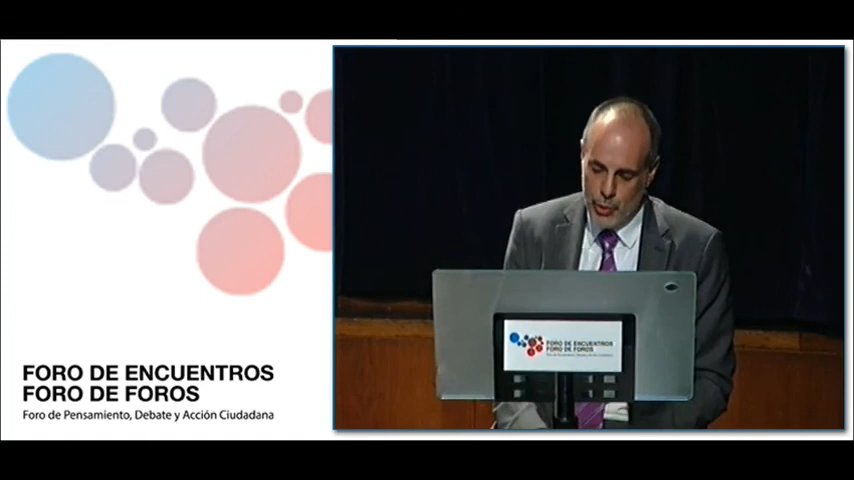 FORO DE ENCUENTROS
FORO DE FOROS
Foro de Pensamiento, Debate y Acción Ciudadana
FORO DE ENCUENTROS
FORO DE FOROS